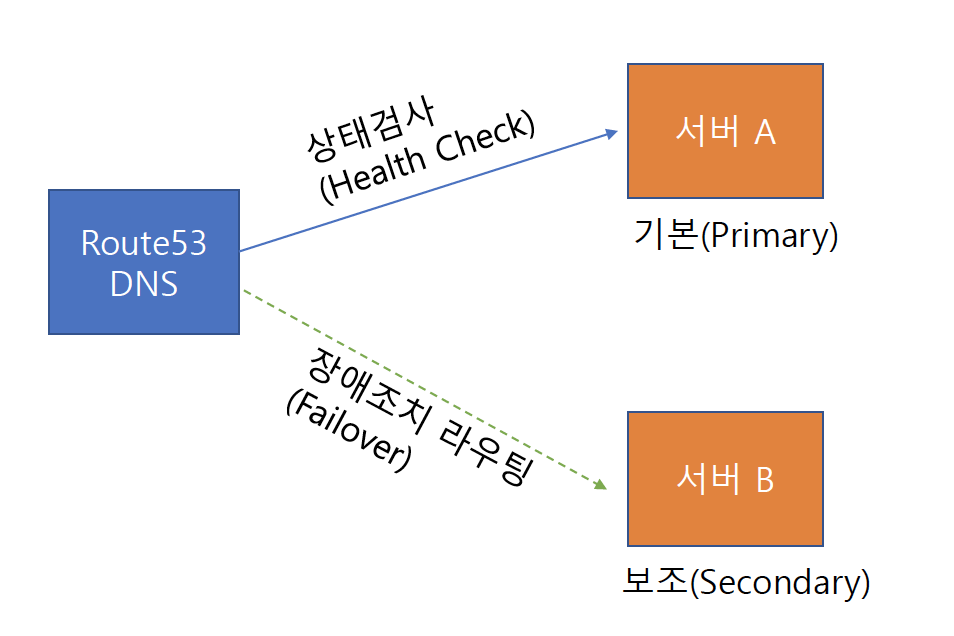 상태검사
(Health Check)
서버 A
기본(Primary)
Route53
DNS
장애조치 라우팅
(Failover)
서버 B
보조(Secondary)